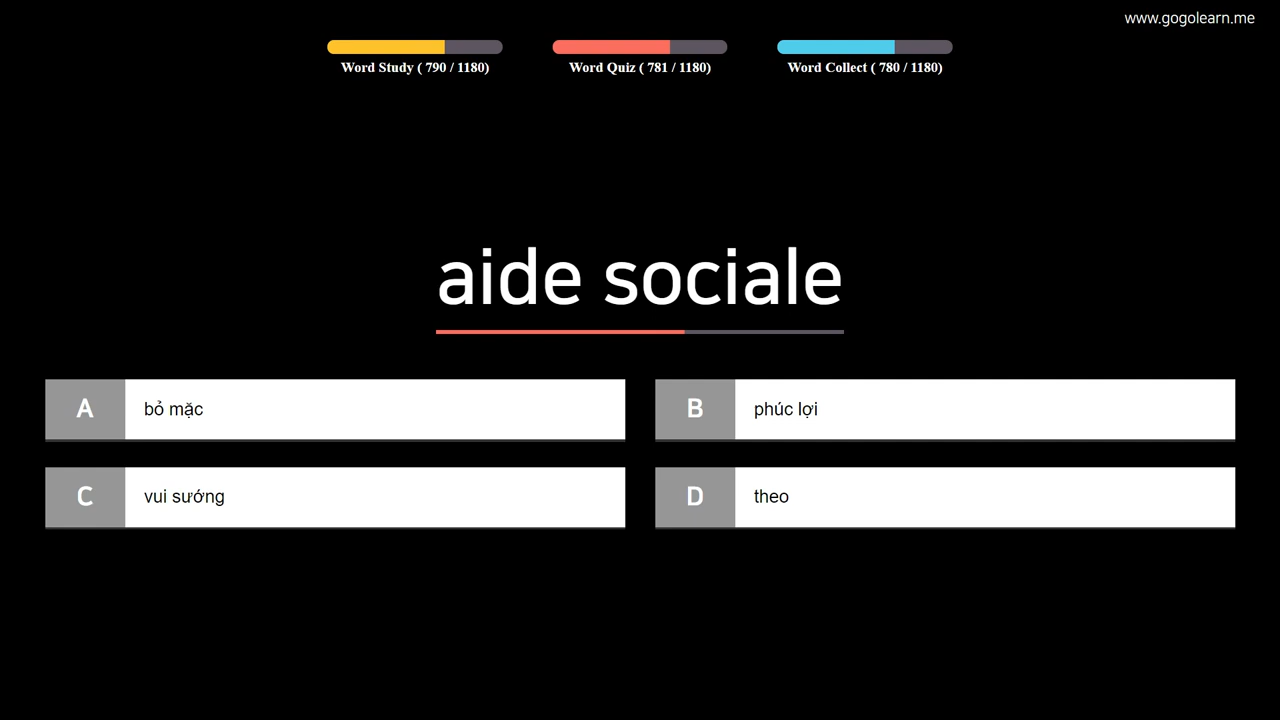 www.gogolearn.me
Word Study ( 790 / 1180)
Word Quiz ( 781 / 1180)
Word Collect ( 780 / 1180)
aide sociale
A bỏ mặc
B phúc lợi
C vui sướng
D theo